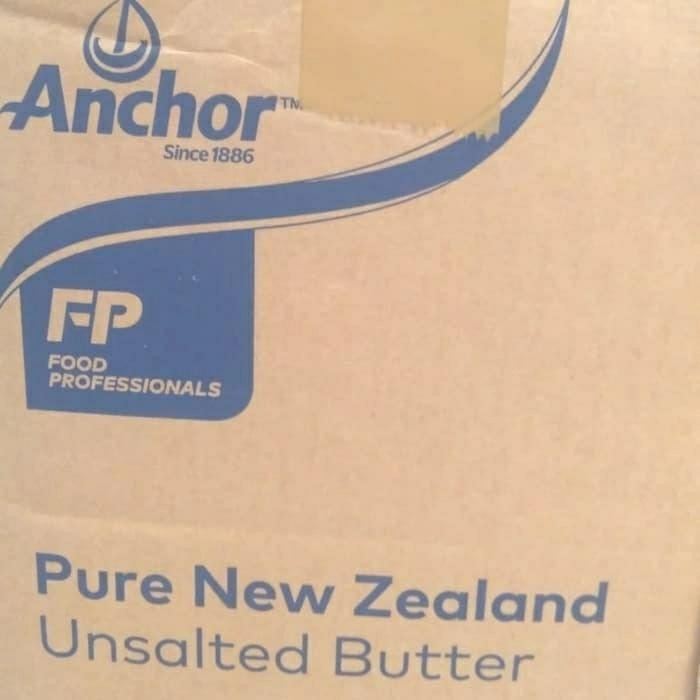 Anchor™
Since 1886
FP
FOOD
PROFESSIONALS
Pure New Zealand
Unsalted Butter